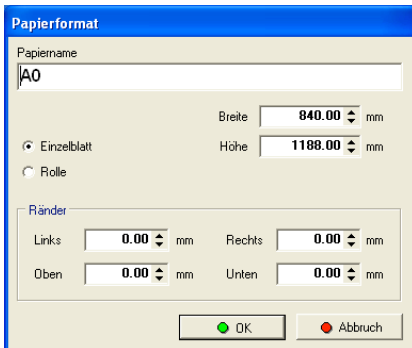 Papierformat
Papiername
A0
Breite 840.00 mm
Einzelblatt Höhe 1188.00 mm
Rolle
Ränder
Links 0.00 mm Rechts 0.00 mm
Oben 0.00 mm Unten 0.00 mm
OK Abbruch